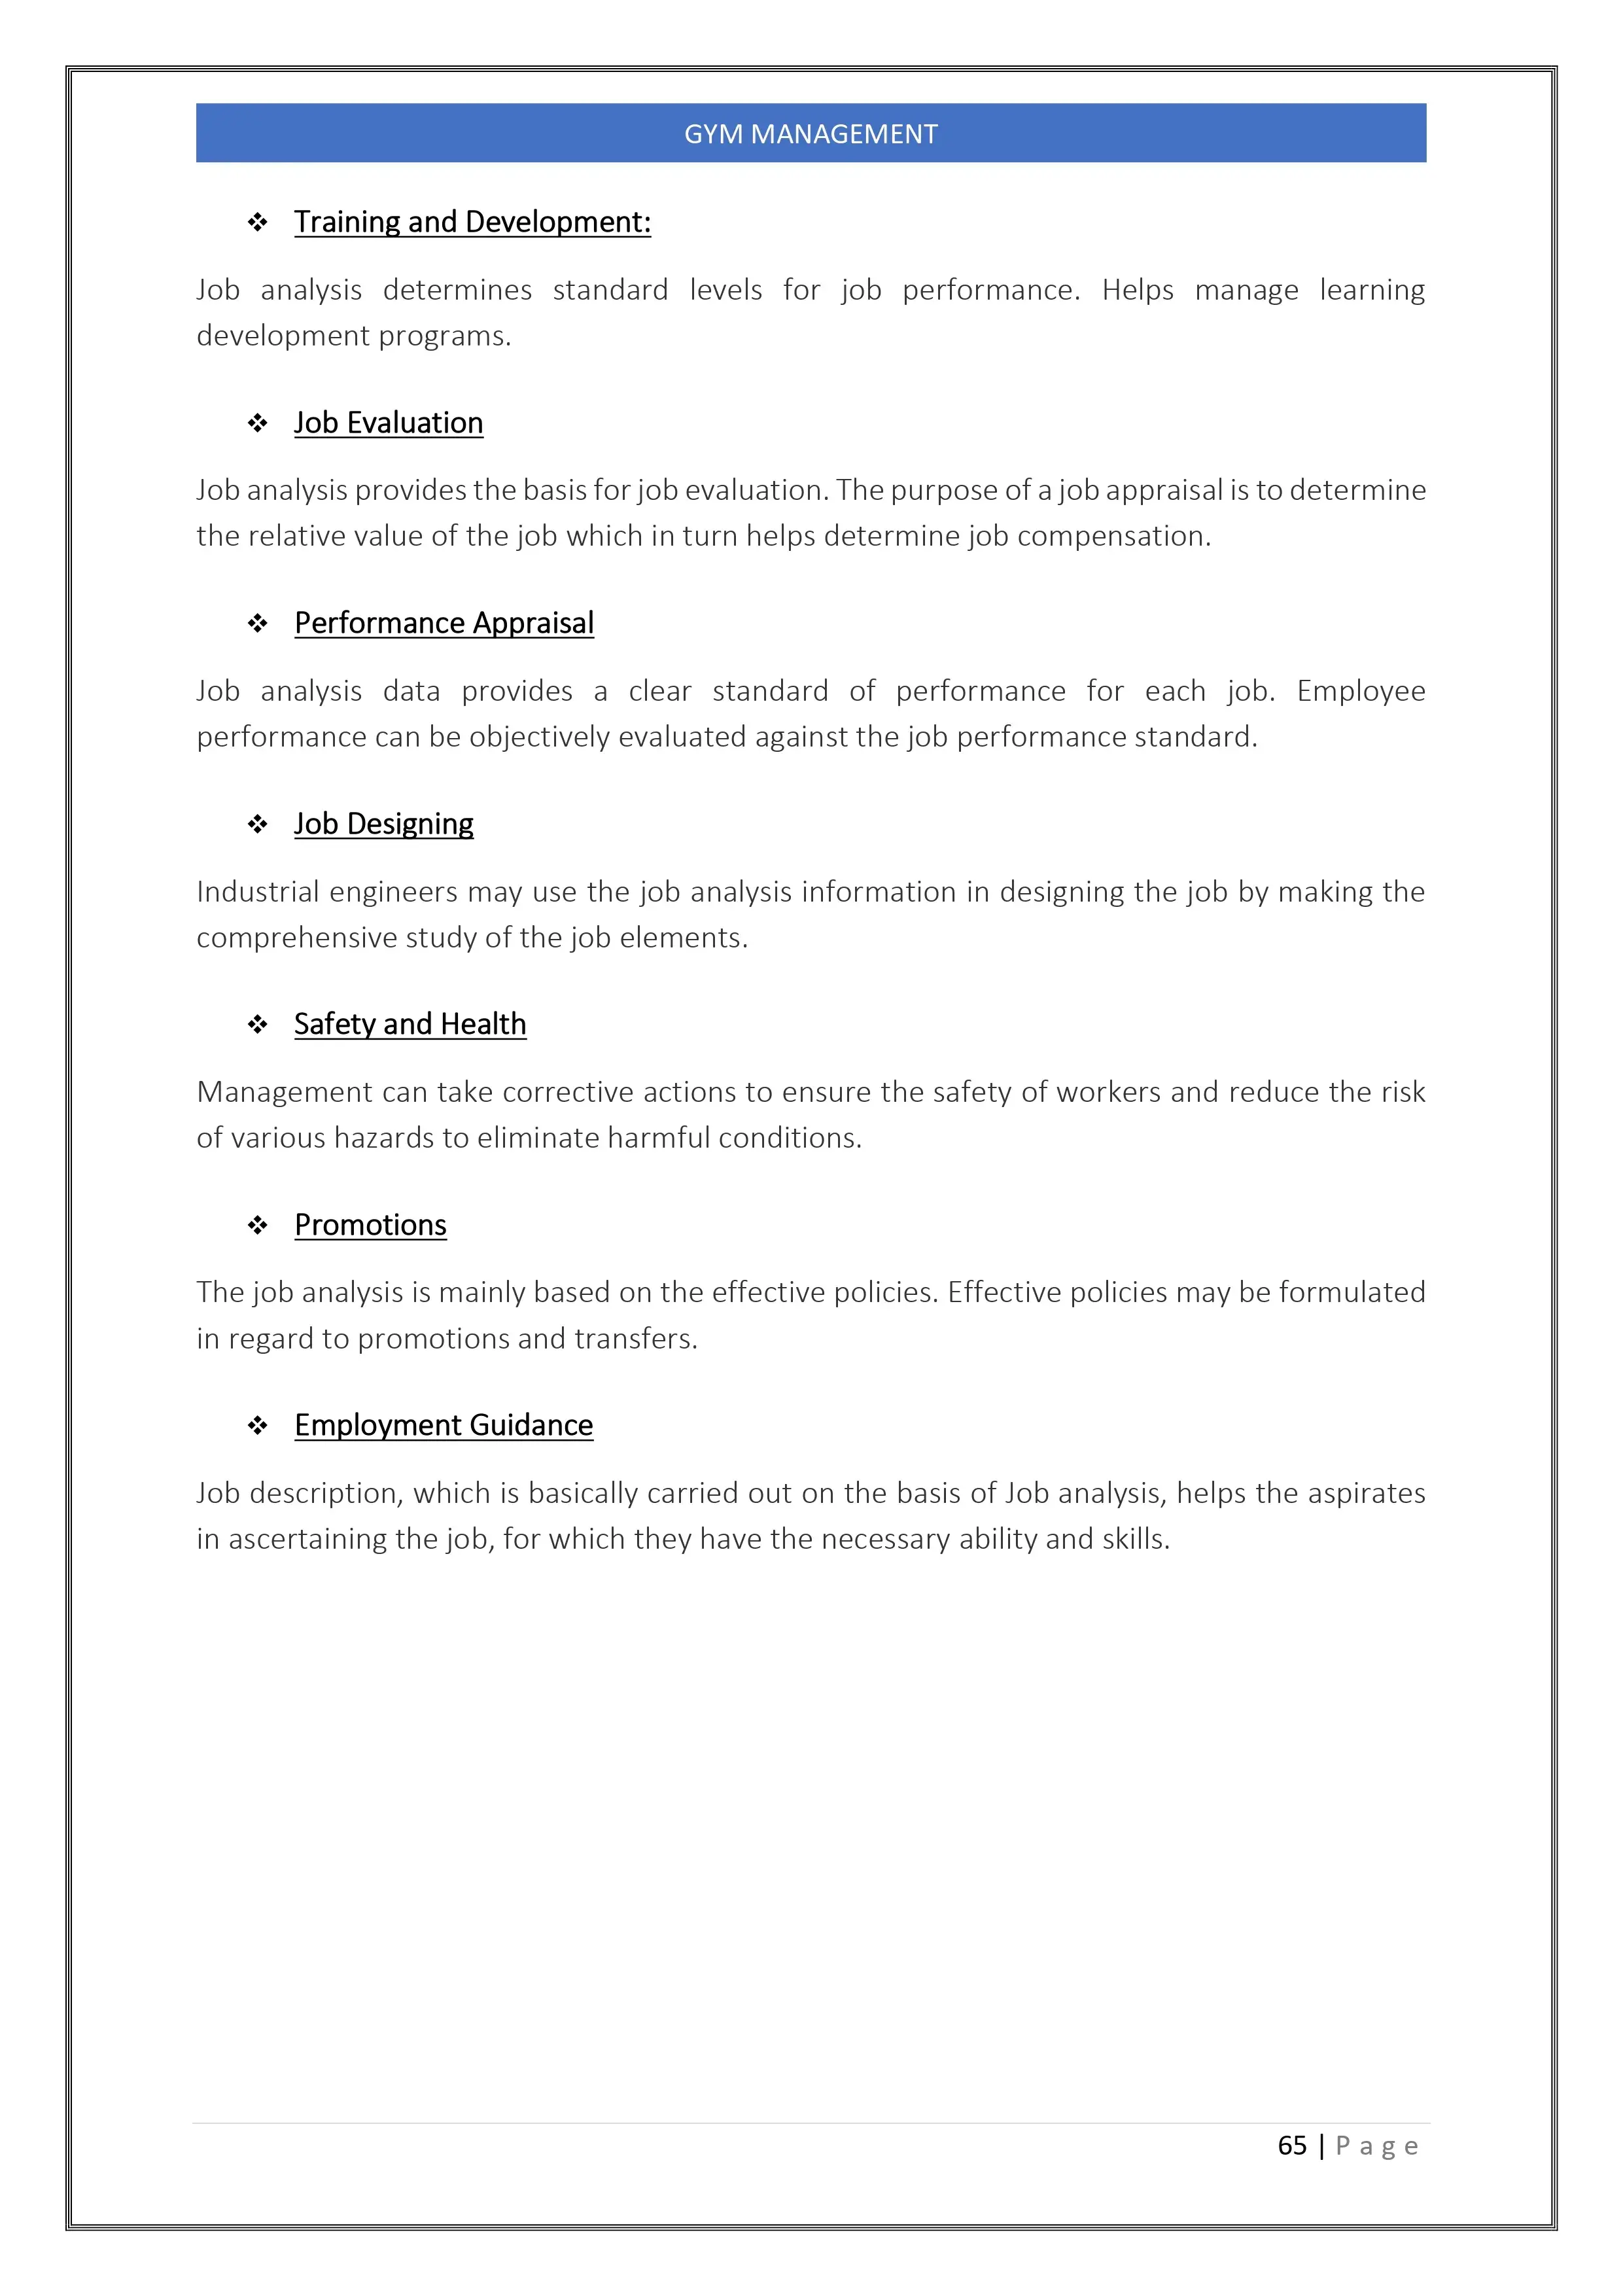 GYM MANAGEMENT
❖ Training and Development:
Job analysis determines standard levels for job performance. Helps manage learning
development programs.
❖ Job Evaluation
Job analysis provides the basis for job evaluation. The purpose of a job appraisal is to determine
the relative value of the job which in turn helps determine job compensation.
❖ Performance Appraisal
Job analysis data provides a clear standard of performance for each job. Employee
performance can be objectively evaluated against the job performance standard.
❖ Job Designing
Industrial engineers may use the job analysis information in designing the job by making the
comprehensive study of the job elements.
❖ Safety and Health
Management can take corrective actions to ensure the safety of workers and reduce the risk
of various hazards to eliminate harmful conditions.
❖ Promotions
The job analysis is mainly based on the effective policies. Effective policies may be formulated
in regard to promotions and transfers.
❖ Employment Guidance
Job description, which is basically carried out on the basis of Job analysis, helps the aspirates
in ascertaining the job, for which they have the necessary ability and skills.
65 | P a g e